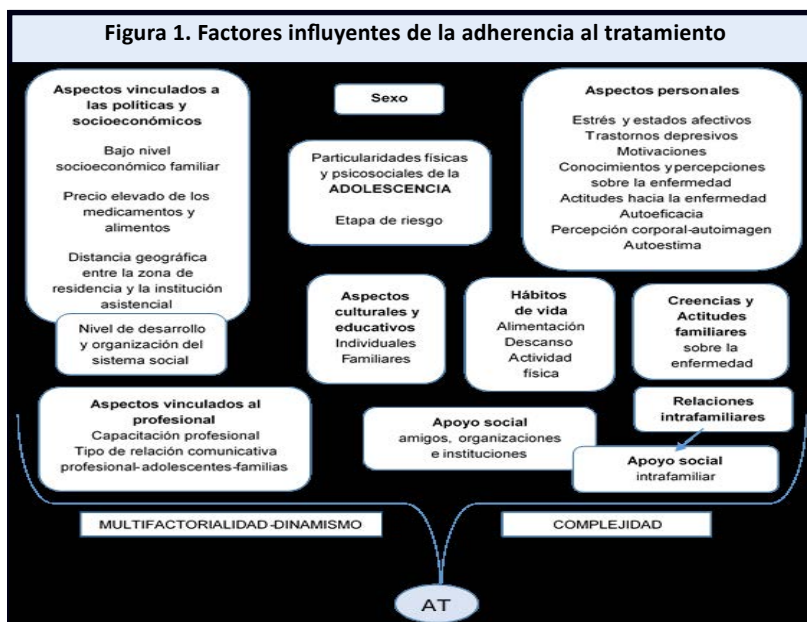 Figura 1. Factores influyentes de la adherencia al tratamiento
Aspectos vinculados a
las políticas y
socioeconómicos
Bajo nivel
socioeconómico familiar
Precio elevado de los
medicamentos y
alimentos
Distancia geográfica
entre la zona de
residencia y la institución
asistencial
Nivel de desarrollo
y organización del
sistema social
Sexo
Particularidades físicas
y psicosociales de la
ADOLESCENCIA
Etapa de riesgo
Aspectos personales
Estrés y estados afectivos
Trastornos depresivos
Motivaciones
Conocimientos y percepciones
sobre la enfermedad
Actitudes hacia la enfermedad
Autoeficacia
Percepción corporal-autoimagen
Autoestima
Aspectos
culturales y
educativos
Individuales
Familiares
Hábitos
de vida
Alimentación
Descanso
Actividad
física
Creencias y
Actitudes
familiares
sobre la
enfermedad
Aspectos vinculados al
profesional
Capacitación profesional
Tipo de relación comunicativa
profesional-adolescentes-familias
Apoyo social
amigos, organizaciones
e instituciones
Relaciones
intrafamiliares
Apoyo social
intrafamiliar
MULTIFACTORIALIDAD-DINAMISMO
COMPLEJIDAD
AT